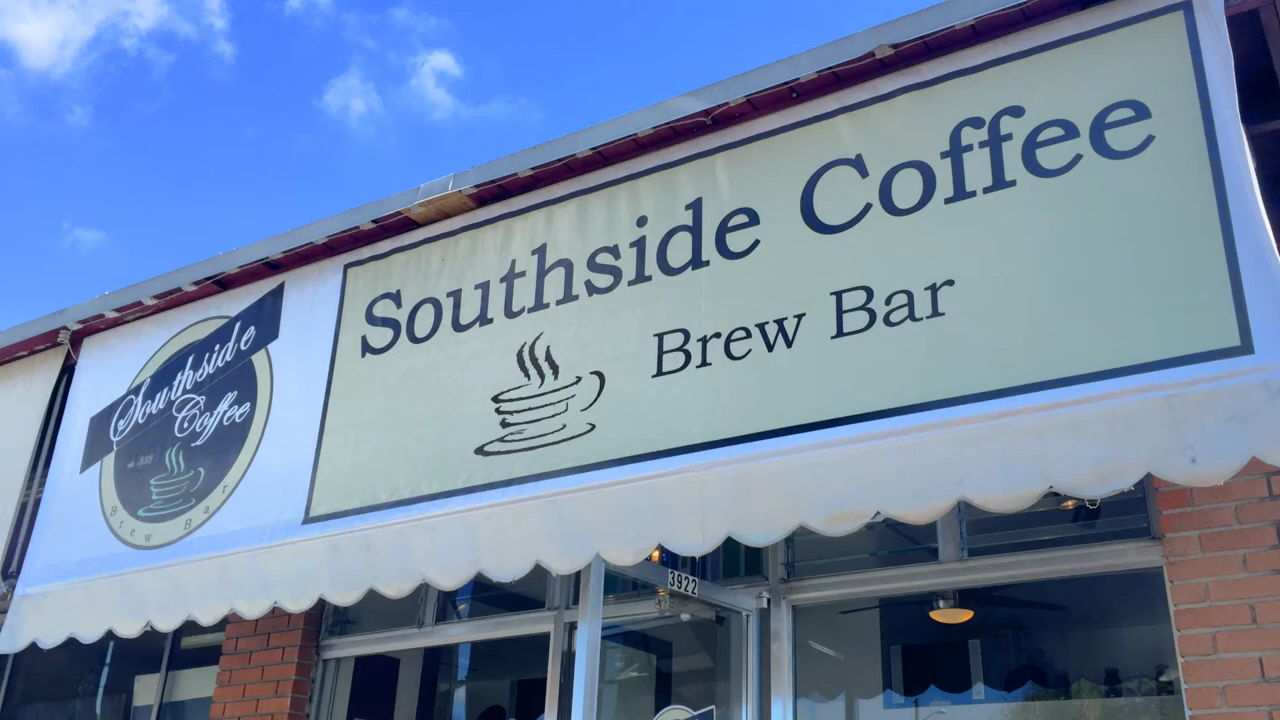 Southside
Coffee
Brew Bar
Southside Coffee
Brew Bar
3922